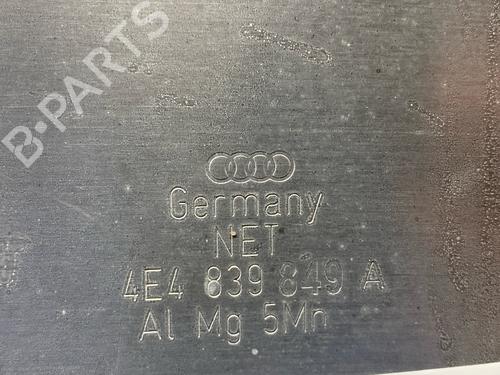 B-PARTS
Germany
NET
4E4 839 849 A
Al Mg 5Mn